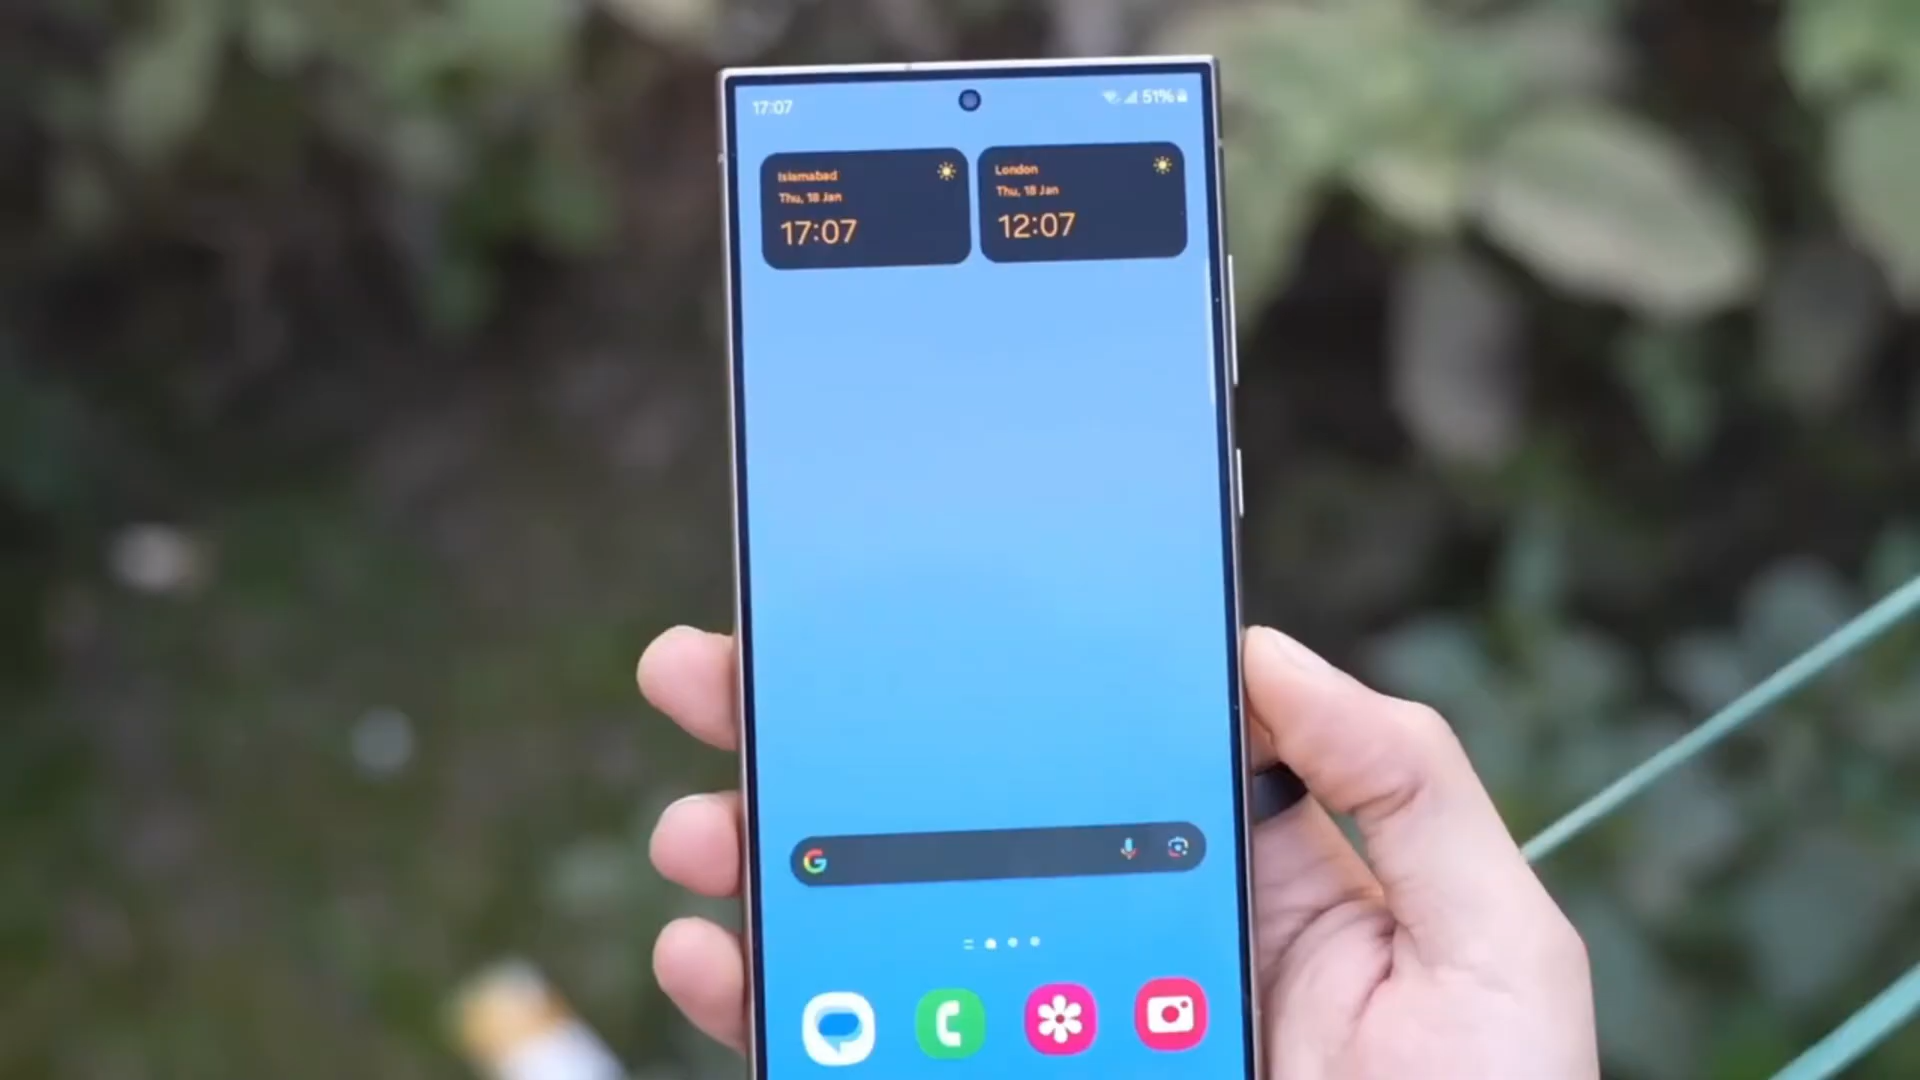 17:07
51%
Islamabad
Thu, 18 Jan
17:07
London
Thu, 18 Jan
12:07
G